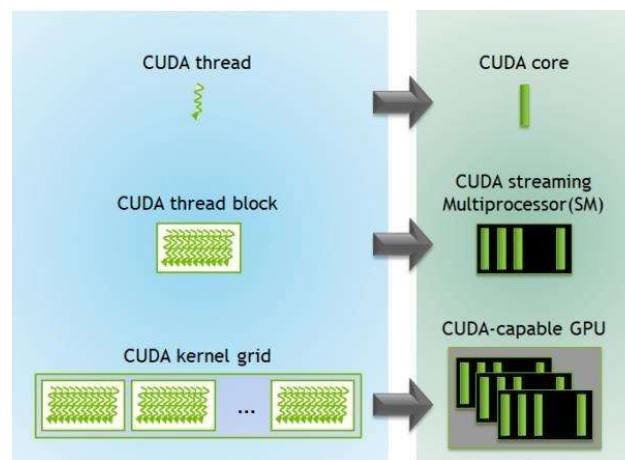 CUDA thread
CUDA core
CUDA thread block
CUDA streaming
Multiprocessor(SM)
CUDA kernel grid
CUDA-capable GPU
...